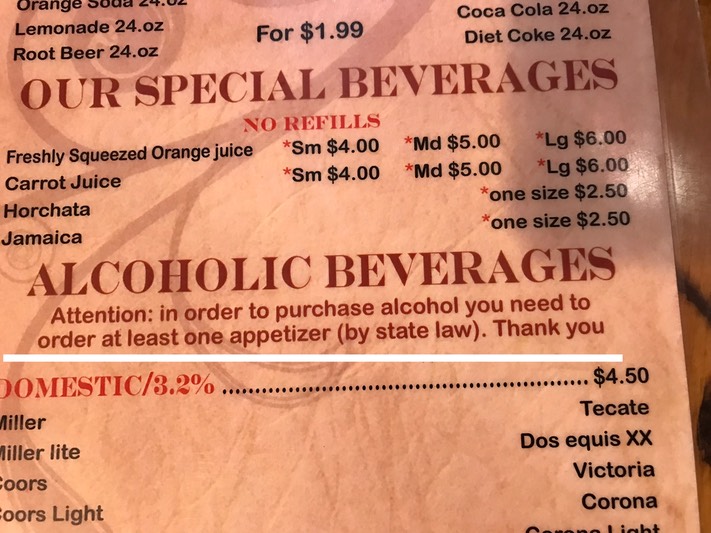 Orange Soda 24.oz
Lemonade 24.oz
Root Beer 24.oz
For $1.99
Coca Cola 24.oz
Diet Coke 24.oz
OUR SPECIAL BEVERAGES
NO REFILLS
Freshly Squeezed Orange juice *Sm $4.00 *Md $5.00 *Lg $6.00
Carrot Juice *Sm $4.00 *Md $5.00 *Lg $6.00
Horchata *one size $2.50
Jamaica *one size $2.50
ALCOHOLIC BEVERAGES
Attention: in order to purchase alcohol you need to
order at least one appetizer (by state law). Thank you
DOMESTIC/3.2% ........................................................ $4.50
Miller
Miller lite
Coors
Coors Light
Tecate
Dos equis XX
Victoria
Corona
Corona Light